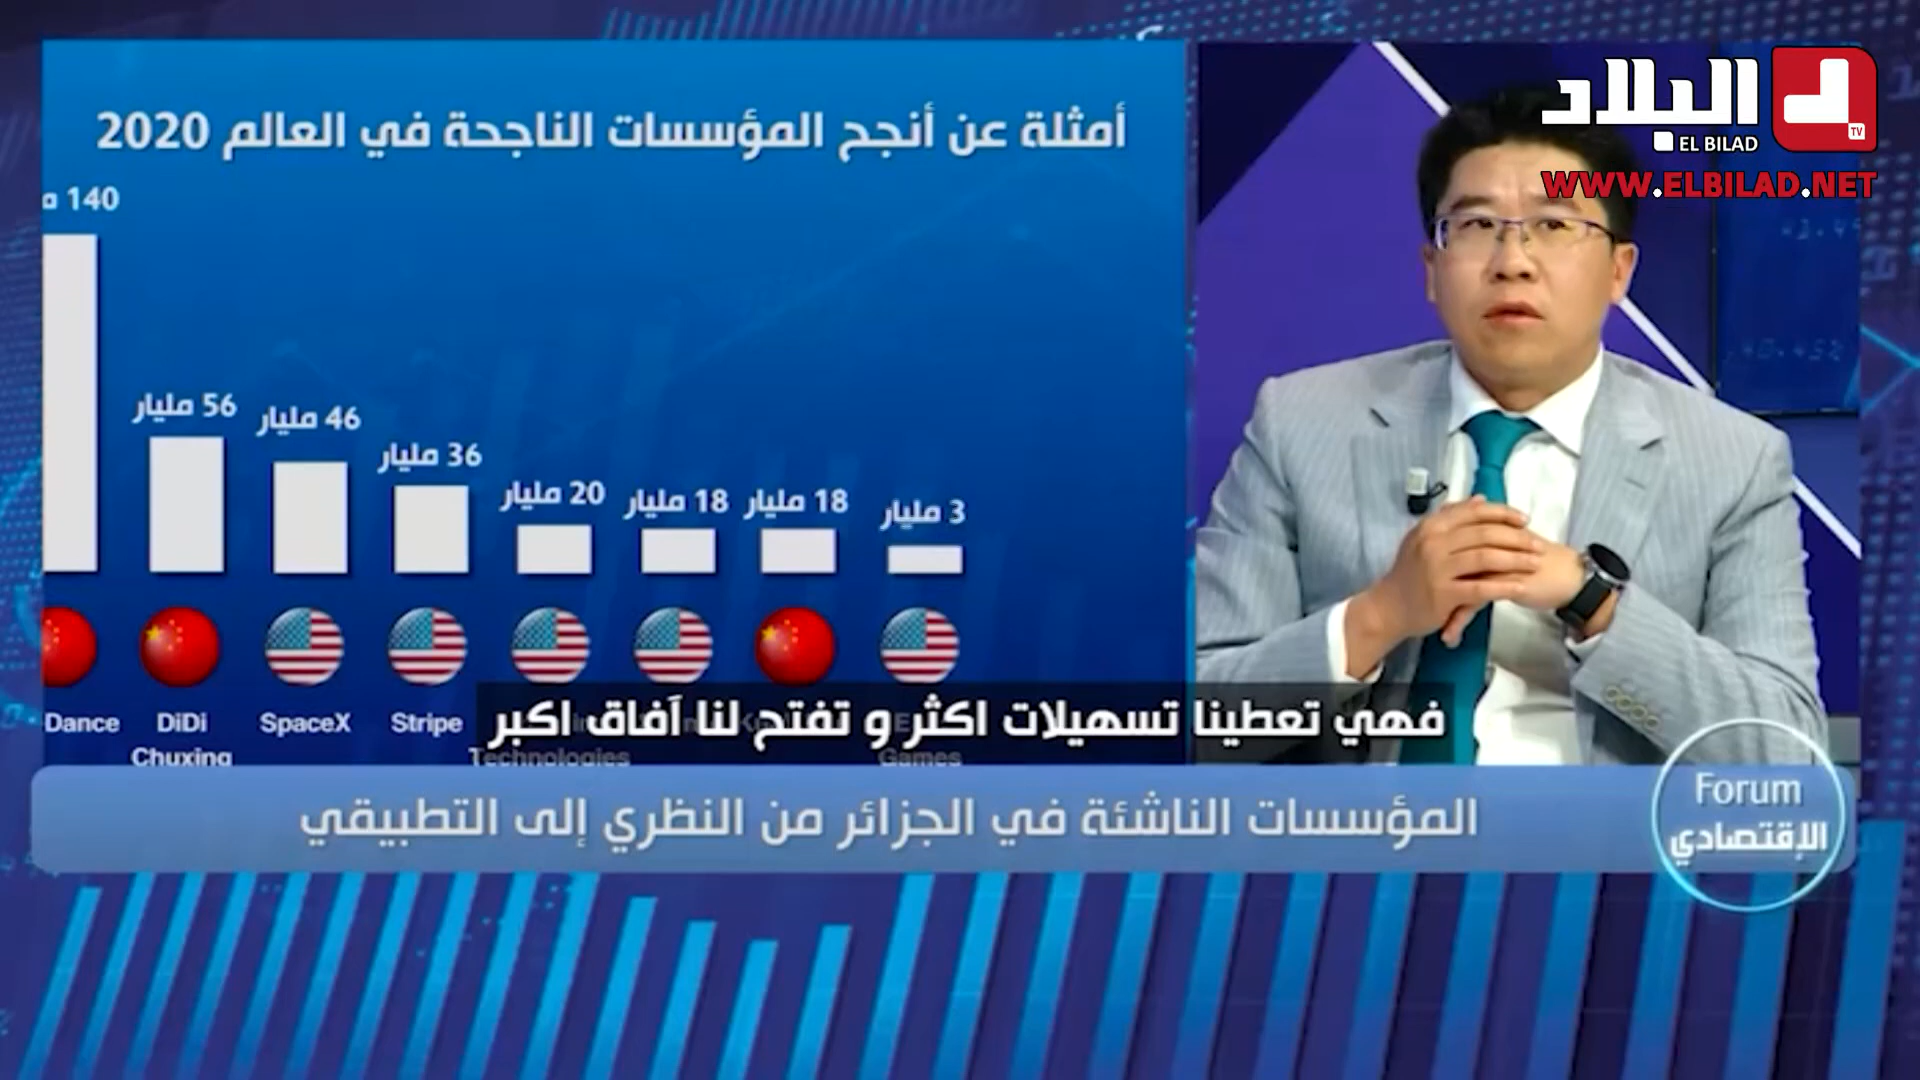 البلاد
EL BILAD
TV
WWW.ELBILAD.NET
أمثلة عن أنجح المؤسسات الناجحة في العالم 2020
140 م
56 مليار
46 مليار
36 مليار
20 مليار
18 مليار
18 مليار
3 مليار
Dance
DiDi Chuxing
SpaceX
Stripe
Technologies
Games
فهي تعطينا تسهيلات اكثر و تفتح لنا آفاق اكبر
المؤسسات الناشئة في الجزائر من النظري إلى التطبيقي
Forum
الإقتصادي